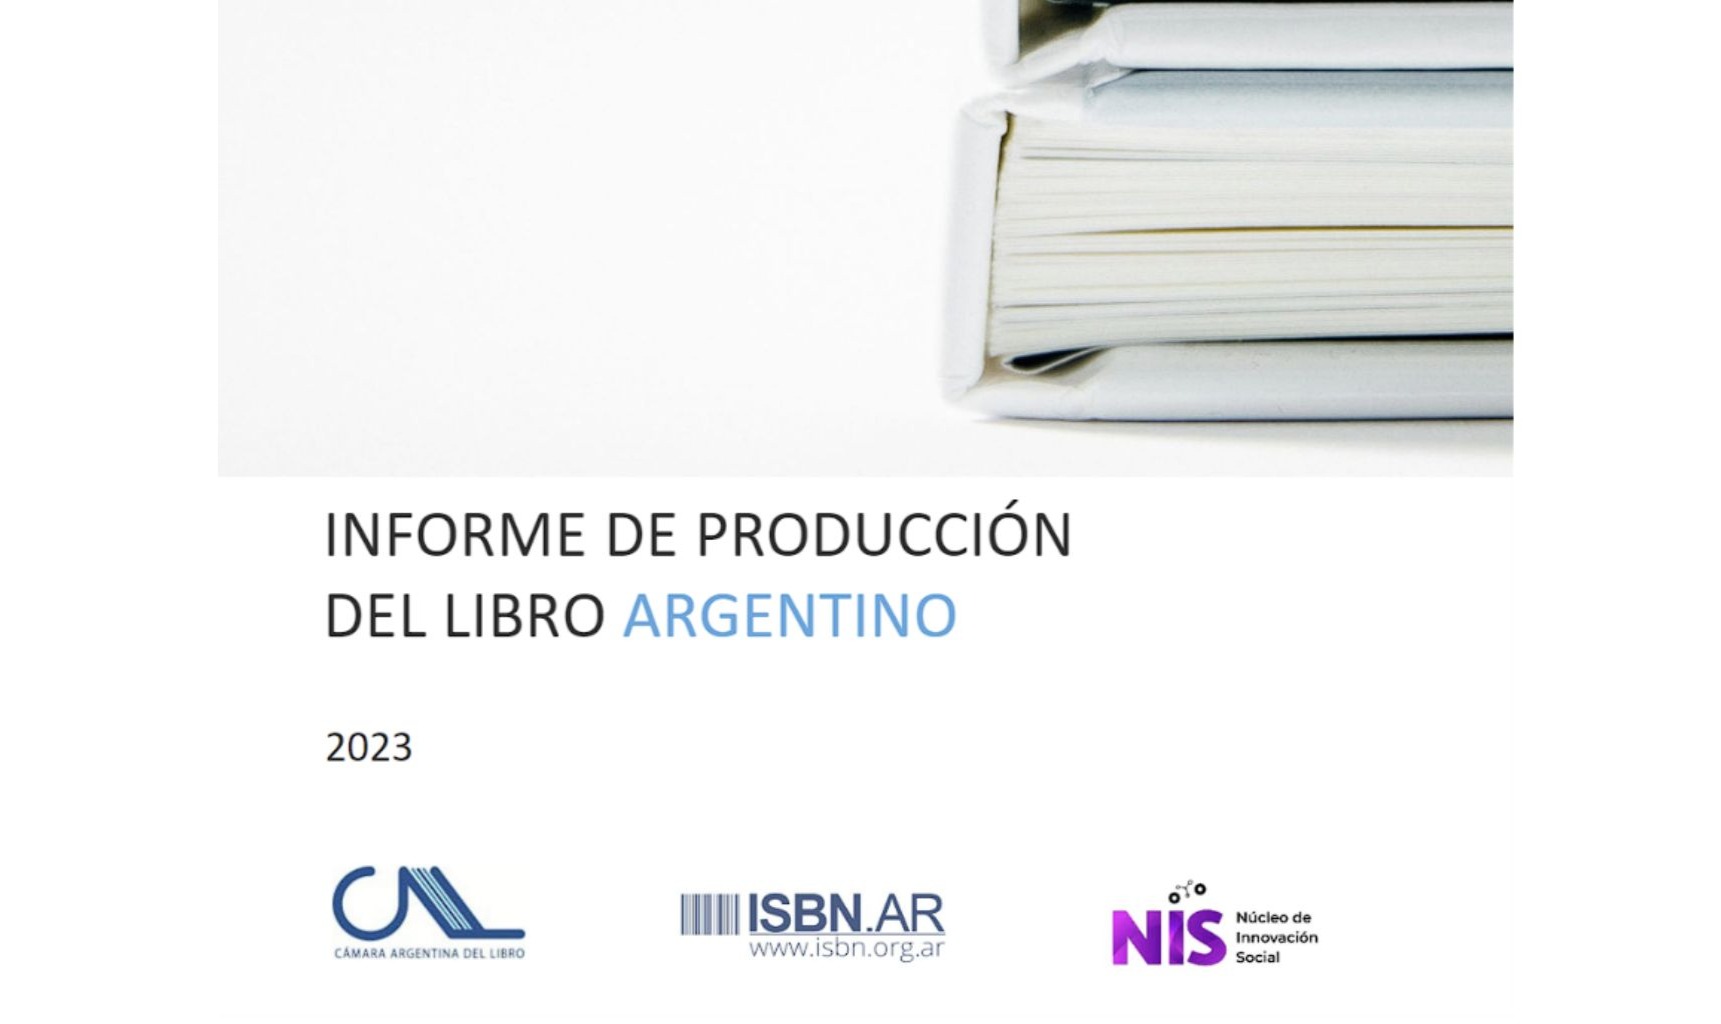 INFORME DE PRODUCCIÓN
DEL LIBRO ARGENTINO
2023
CAL
CÁMARA ARGENTINA DEL LIBRO
ISBN.AR
www.isbn.org.ar
NIS
Núcleo de
Innovación
Social